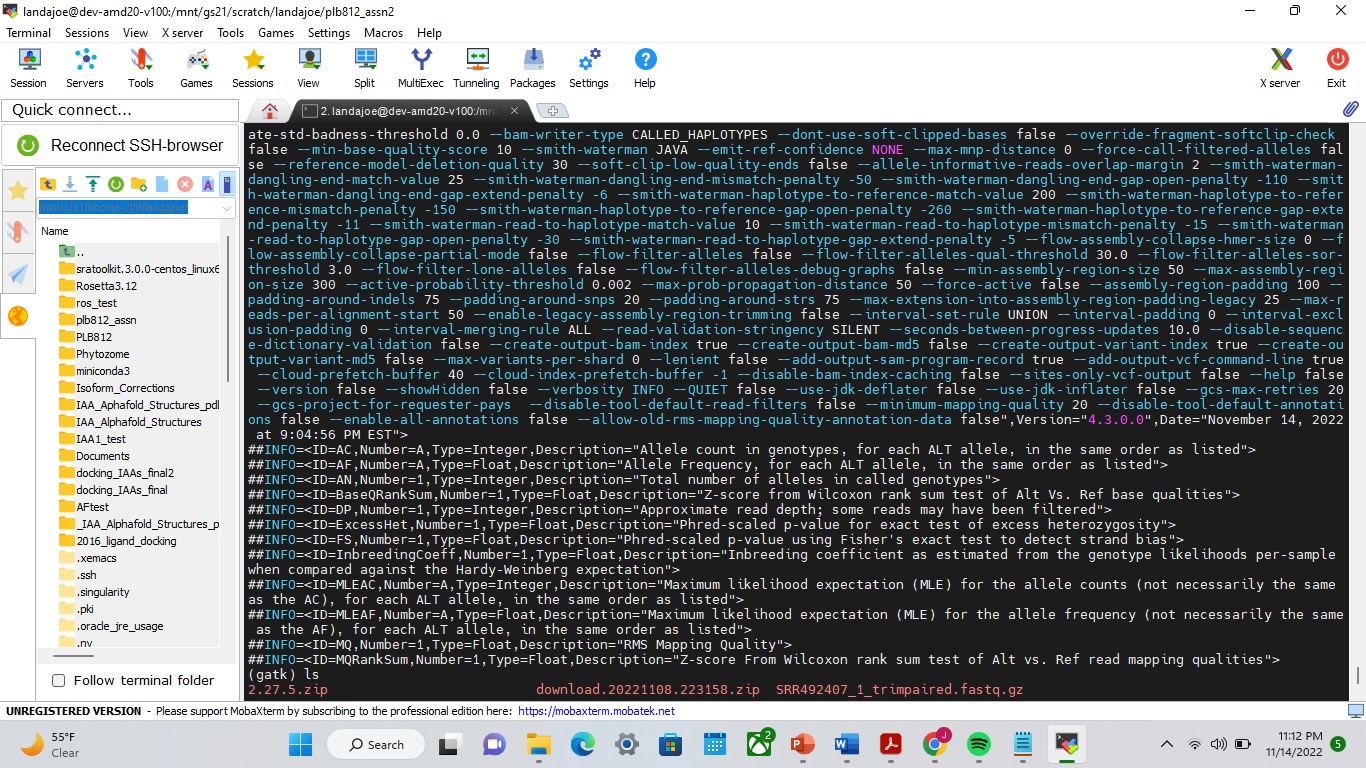 landajoe@dev-amd20-v100:/mnt/gs21/scratch/landajoe/plb812_assn2
Terminal Sessions View X server Tools Games Settings Macros Help
Session Servers Tools Games Sessions View Split MultiExec Tunneling Packages Settings Help X server Exit
Quick connect...
2. landajoe@dev-amd20-v100:/mn
Reconnect SSH-browser
/mnt/ufs18/home-208/landajoe/
Name
..
sratoolkit.3.0.0-centos_linux6
Rosetta3.12
ros_test
plb812_assn
PLB812
Phytozome
miniconda3
Isoform_Corrections
IAA_Aphafold_Structures_pdl
IAA_Alphafold_Structures
IAA1_test
Documents
docking_IAAs_final2
docking_IAAs_final
AFtest
_IAA_Alphafold_Structures_p
2016_ligand_docking
.xemacs
.ssh
.singularity
.pki
.oracle_jre_usage
.nv
Follow terminal folder
ate-std-badness-threshold 0.0 --bam-writer-type CALLED_HAPLOTYPES --dont-use-soft-clipped-bases false --override-fragment-softclip-check
false --min-base-quality-score 10 --smith-waterman JAVA --emit-ref-confidence NONE --max-mnp-distance 0 --force-call-filtered-alleles fal
se --reference-model-deletion-quality 30 --soft-clip-low-quality-ends false --allele-informative-reads-overlap-margin 2 --smith-waterman-
dangling-end-match-value 25 --smith-waterman-dangling-end-mismatch-penalty -50 --smith-waterman-dangling-end-gap-open-penalty -110 --smit
h-waterman-dangling-end-gap-extend-penalty -6 --smith-waterman-haplotype-to-reference-match-value 200 --smith-waterman-haplotype-to-refer
ence-mismatch-penalty -150 --smith-waterman-haplotype-to-reference-gap-open-penalty -260 --smith-waterman-haplotype-to-reference-gap-exte
nd-penalty -11 --smith-waterman-read-to-haplotype-match-value 10 --smith-waterman-read-to-haplotype-mismatch-penalty -15 --smith-waterman
-read-to-haplotype-gap-open-penalty -30 --smith-waterman-read-to-haplotype-gap-extend-penalty -5 --flow-assembly-collapse-hmer-size 0 --f
low-assembly-collapse-partial-mode false --flow-filter-alleles false --flow-filter-alleles-qual-threshold 30.0 --flow-filter-alleles-sor-
threshold 3.0 --flow-filter-lone-alleles false --flow-filter-alleles-debug-graphs false --min-assembly-region-size 50 --max-assembly-regi
on-size 300 --active-probability-threshold 0.002 --max-prob-propagation-distance 50 --force-active false --assembly-region-padding 100 --
padding-around-indels 75 --padding-around-snps 20 --padding-around-strs 75 --max-extension-into-assembly-region-padding-legacy 25 --max-r
eads-per-alignment-start 50 --enable-legacy-assembly-region-trimming false --interval-set-rule UNION --interval-padding 0 --interval-excl
usion-padding 0 --interval-merging-rule ALL --read-validation-stringency SILENT --seconds-between-progress-updates 10.0 --disable-sequenc
e-dictionary-validation false --create-output-bam-index true --create-output-bam-md5 false --create-output-variant-index true --create-ou
tput-variant-md5 false --max-variants-per-shard 0 --lenient false --add-output-sam-program-record true --add-output-vcf-command-line true
--cloud-prefetch-buffer 40 --cloud-index-prefetch-buffer -1 --disable-bam-index-caching false --sites-only-vcf-output false --help false
--version false --showHidden false --verbosity INFO --QUIET false --use-jdk-deflater false --use-jdk-inflater false --gcs-max-retries 20
--gcs-project-for-requester-pays --disable-tool-default-read-filters false --minimum-mapping-quality 20 --disable-tool-default-annotati
ons false --enable-all-annotations false --allow-old-rms-mapping-quality-annotation-data false",Version="4.3.0.0",Date="November 14, 2022
at 9:04:56 PM EST">
##INFO=<ID=AC,Number=A,Type=Integer,Description="Allele count in genotypes, for each ALT allele, in the same order as listed">
##INFO=<ID=AF,Number=A,Type=Float,Description="Allele Frequency, for each ALT allele, in the same order as listed">
##INFO=<ID=AN,Number=1,Type=Integer,Description="Total number of alleles in called genotypes">
##INFO=<ID=BaseQRankSum,Number=1,Type=Float,Description="Z-score from Wilcoxon rank sum test of Alt Vs. Ref base qualities">
##INFO=<ID=DP,Number=1,Type=Integer,Description="Approximate read depth; some reads may have been filtered">
##INFO=<ID=ExcessHet,Number=1,Type=Float,Description="Phred-scaled p-value for exact test of excess heterozygosity">
##INFO=<ID=FS,Number=1,Type=Float,Description="Phred-scaled p-value using Fisher's exact test to detect strand bias">
##INFO=<ID=InbreedingCoeff,Number=1,Type=Float,Description="Inbreeding coefficient as estimated from the genotype likelihoods per-sample
when compared against the Hardy-Weinberg expectation">
##INFO=<ID=MLEAC,Number=A,Type=Integer,Description="Maximum likelihood expectation (MLE) for the allele counts (not necessarily the same
as the AC), for each ALT allele, in the same order as listed">
##INFO=<ID=MLEAF,Number=A,Type=Float,Description="Maximum likelihood expectation (MLE) for the allele frequency (not necessarily the same
as the AF), for each ALT allele, in the same order as listed">
##INFO=<ID=MQ,Number=1,Type=Float,Description="RMS Mapping Quality">
##INFO=<ID=MQRankSum,Number=1,Type=Float,Description="Z-score From Wilcoxon rank sum test of Alt vs. Ref read mapping qualities">
(gatk) ls
2.27.5.zip download.20221108.223158.zip SRR492407_1_trimpaired.fastq.gz
UNREGISTERED VERSION - Please support MobaXterm by subscribing to the professional edition here: https://mobaxterm.mobatek.net
55°F
Clear
Search
2
J
11:12 PM
11/14/2022
5